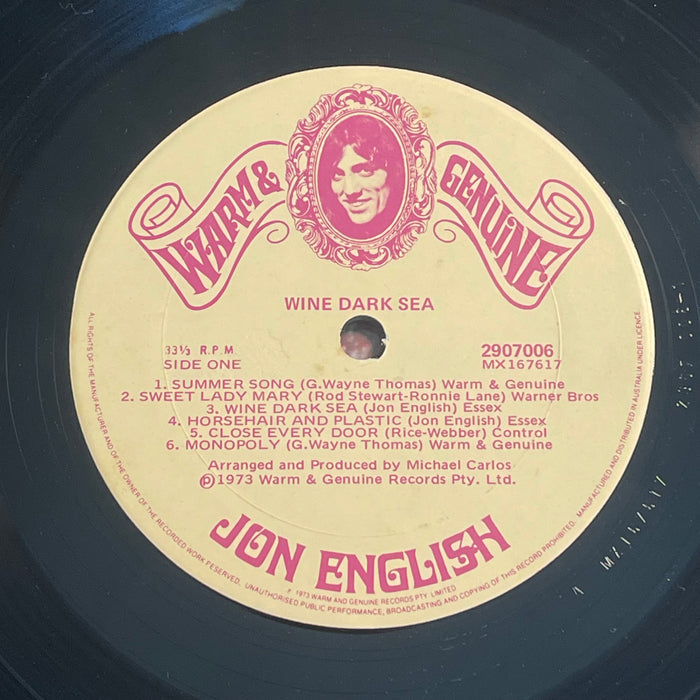 WARM & GENUINE
WINE DARK SEA
33⅓ R.P.M.
SIDE ONE
2907006
MX167617
1. SUMMER SONG (G.Wayne Thomas) Warm & Genuine
2. SWEET LADY MARY (Rod Stewart-Ronnie Lane) Warner Bros
3. WINE DARK SEA (Jon English) Essex
4. HORSEHAIR AND PLASTIC (Jon English) Essex
5. CLOSE EVERY DOOR (Rice-Webber) Control
6. MONOPOLY (G.Wayne Thomas) Warm & Genuine
Arranged and Produced by Michael Carlos
℗1973 Warm & Genuine Records Pty. Ltd.
JON ENGLISH
℗ 1973 WARM AND GENUINE RECORDS PTY. LIMITED
ALL RIGHTS OF THE MANUFACTURER AND OF THE OWNER OF THE RECORDED WORK RESERVED. UNAUTHORISED PUBLIC PERFORMANCE, BROADCASTING AND COPYING OF THIS RECORD PROHIBITED. MANUFACTURED AND DISTRIBUTED IN AUSTRALIA UNDER LICENCE.